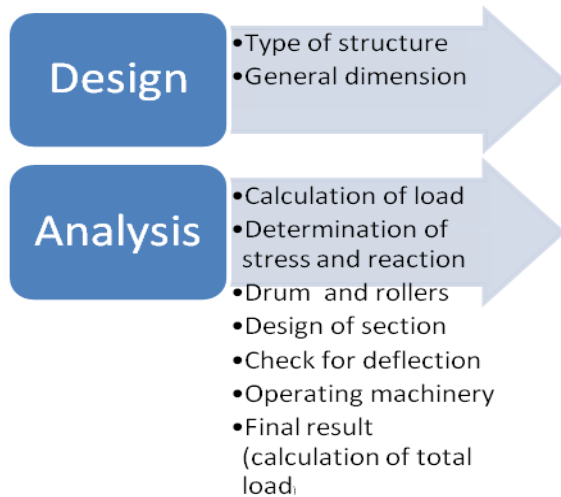 Design
•Type of structure
•General dimension
Analysis
•Calculation of load
•Determination of
stress and reaction
•Drum and rollers
•Design of section
•Check for deflection
•Operating machinery
•Final result
(calculation of total
load)